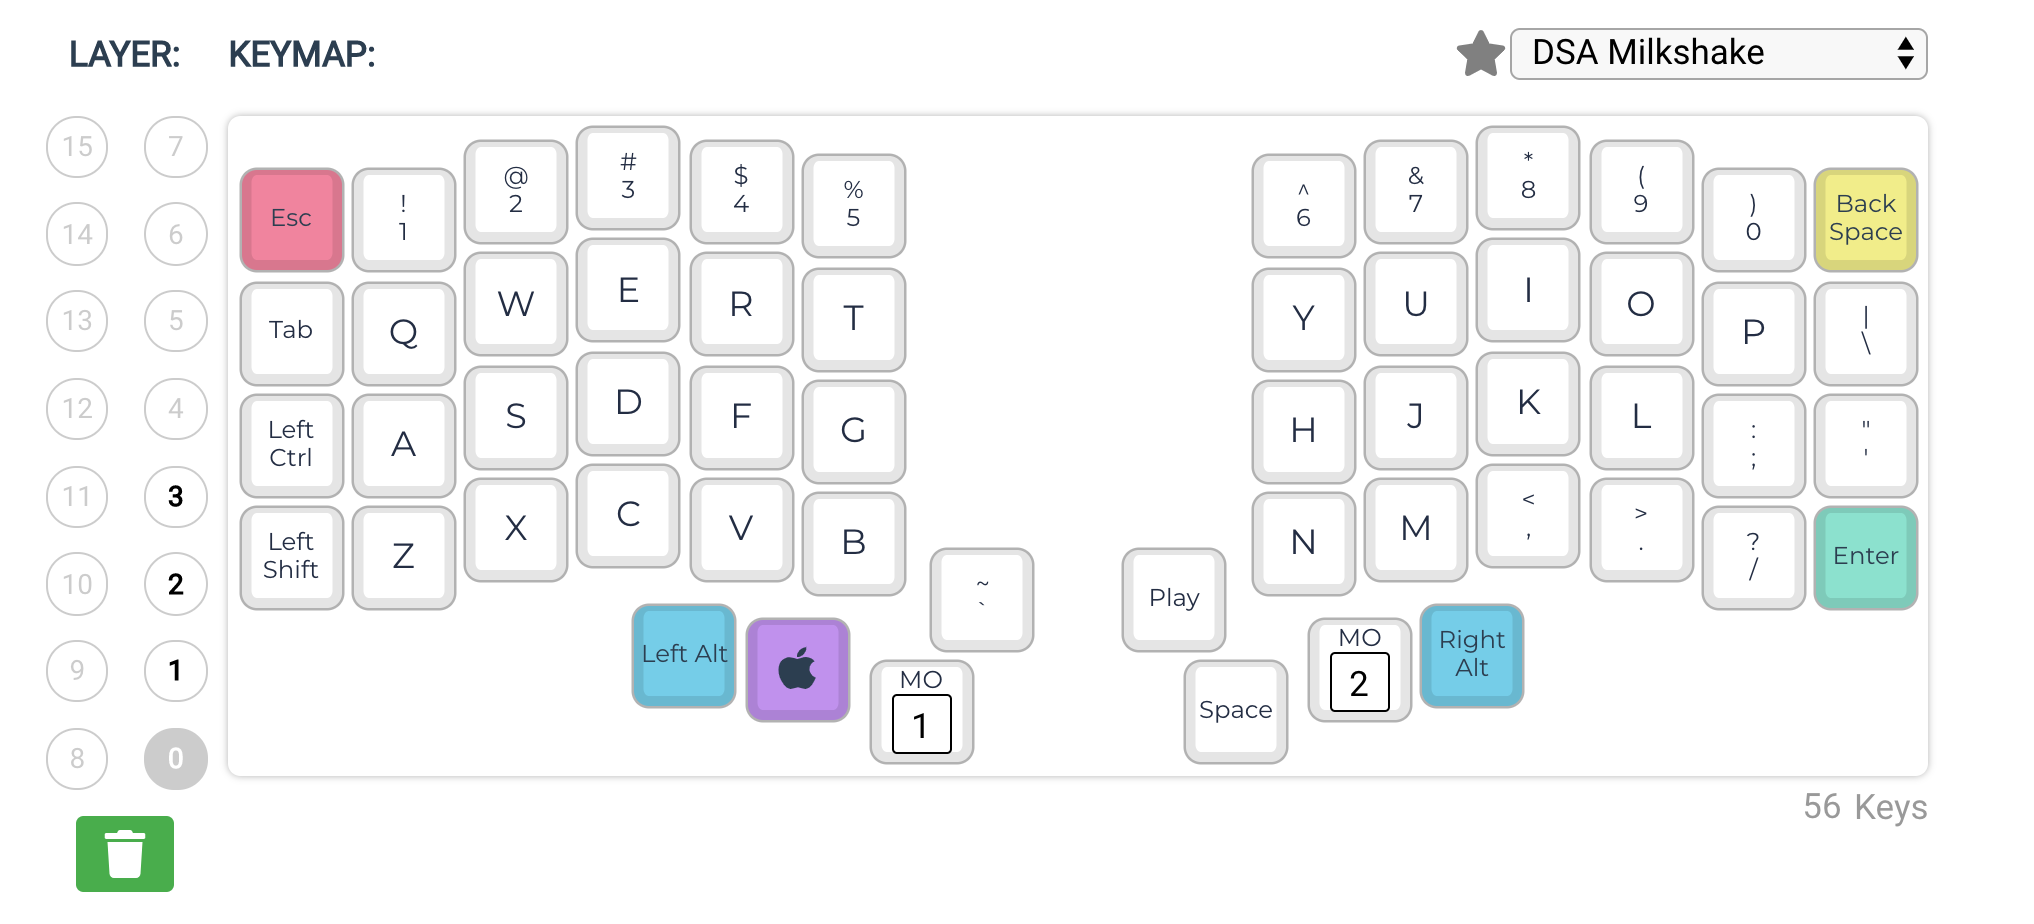 LAYER: KEYMAP: DSA Milkshake
15 7
14 6
13 5
12 4
11 3
10 2
9 1
8 0
Esc
!
1
@
2
#
3
$
4
%
5
^
6
&
7
*
8
(
9
)
0
Back
Space
Tab
Q
W
E
R
T
Y
U
I
O
P
|
\
Left
Ctrl
A
S
D
F
G
H
J
K
L
:
;
"
'
Left
Shift
Z
X
C
V
B
N
M
<
,
>
.
?
/
Enter
~
`
Play
Left Alt
MO
1
Space
MO
2
Right
Alt
56 Keys